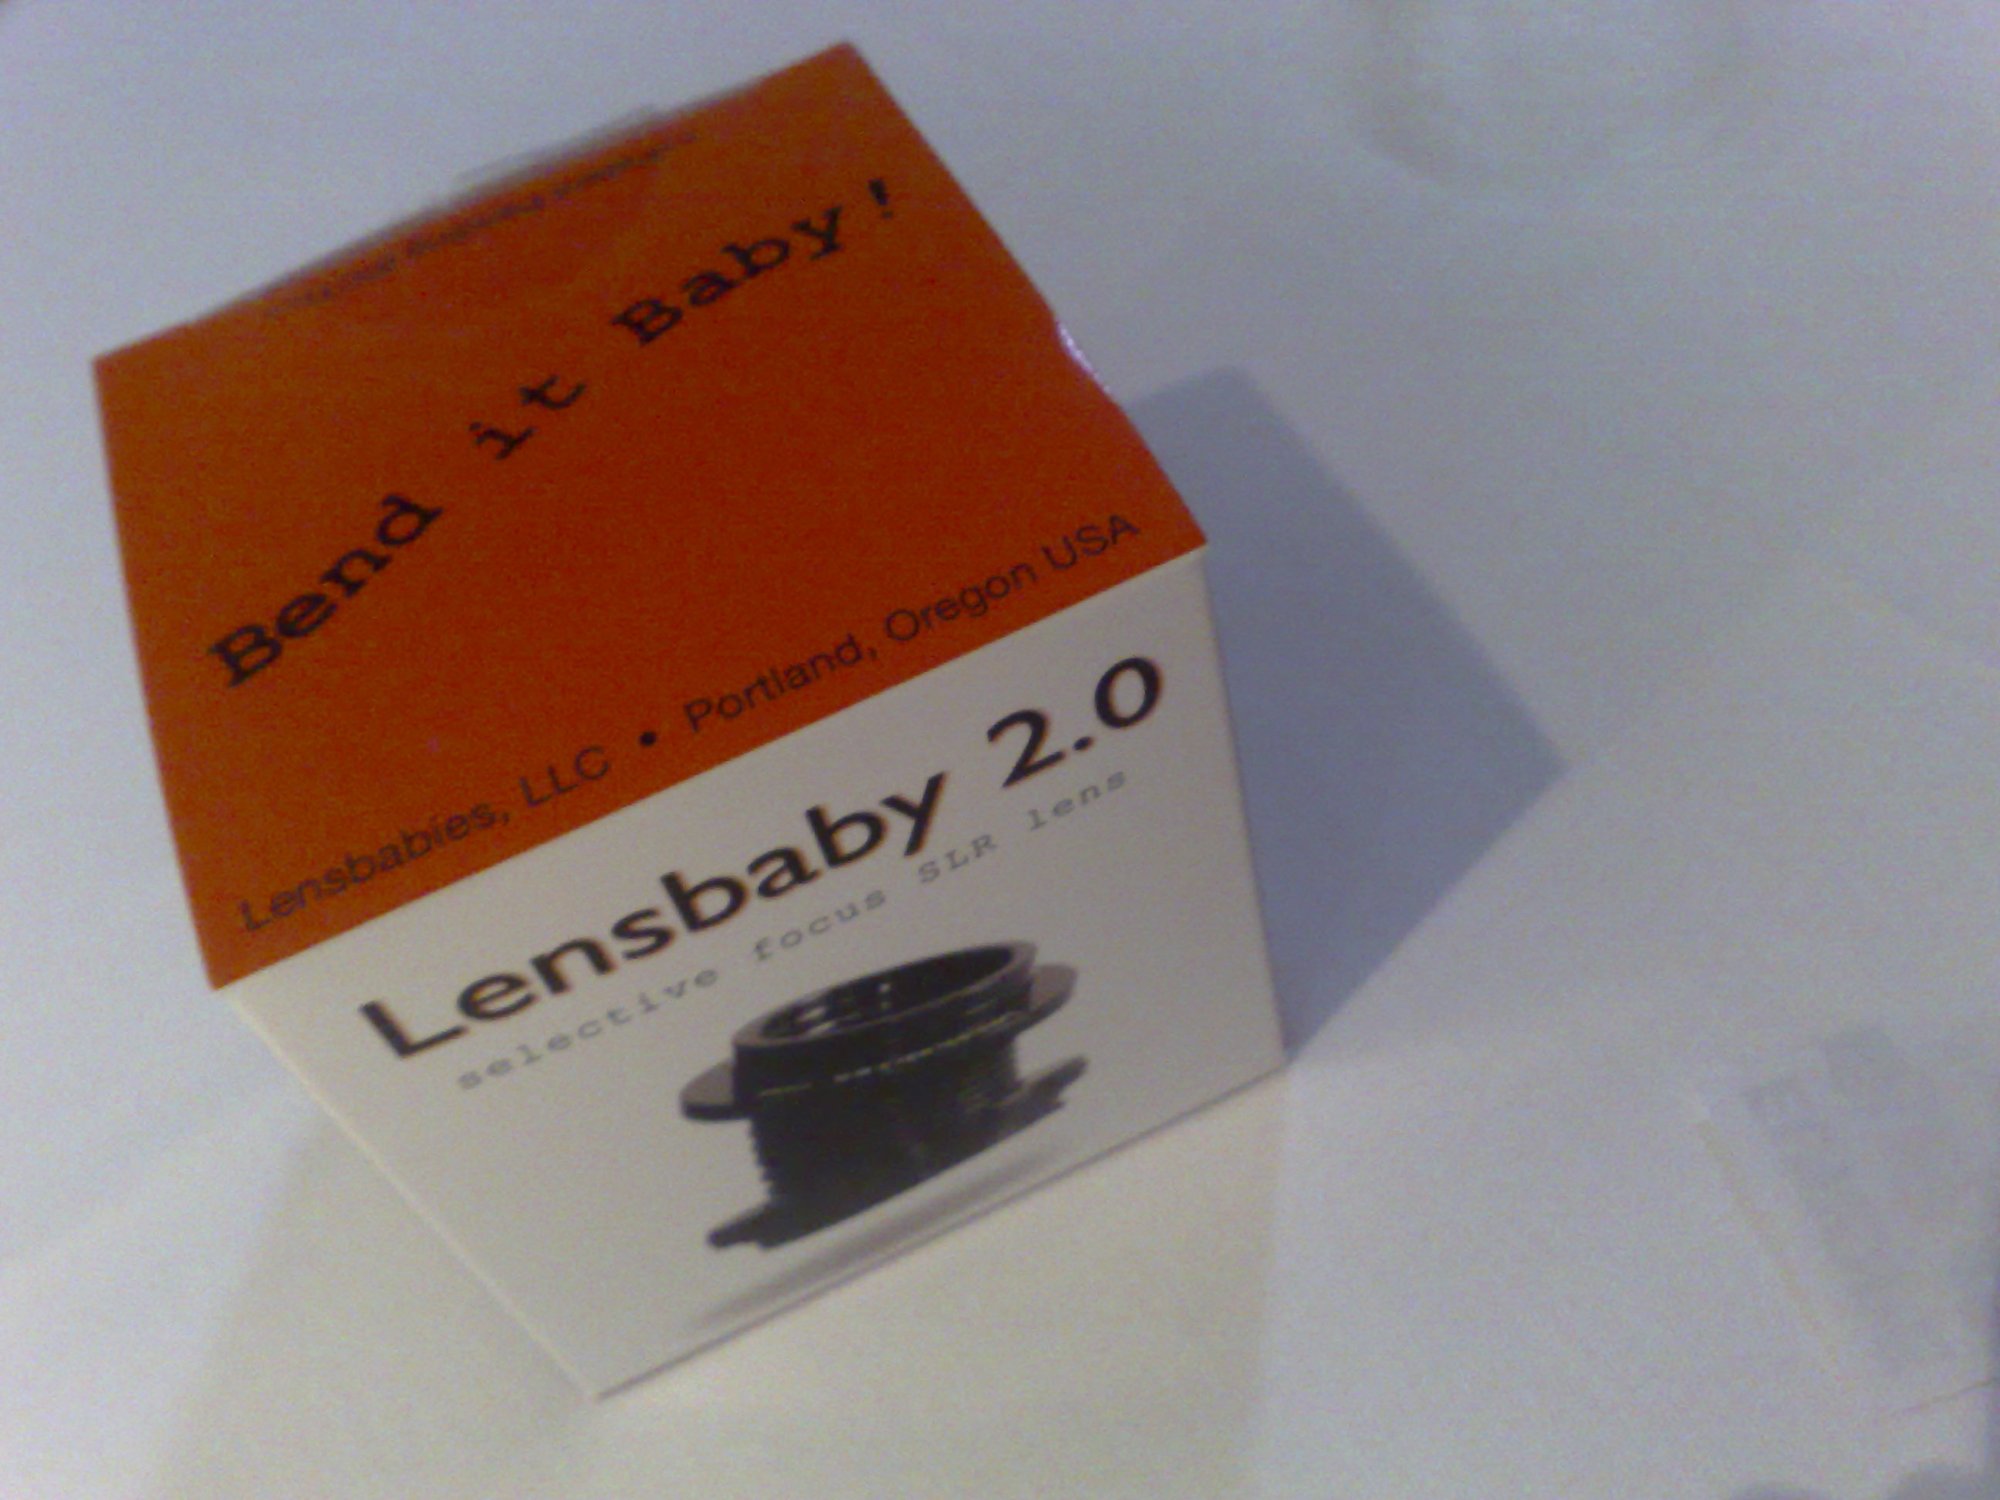 Bend it Baby!
Lensbabies, LLC • Portland, Oregon USA
Lensbaby 2.0
selective focus SLR lens